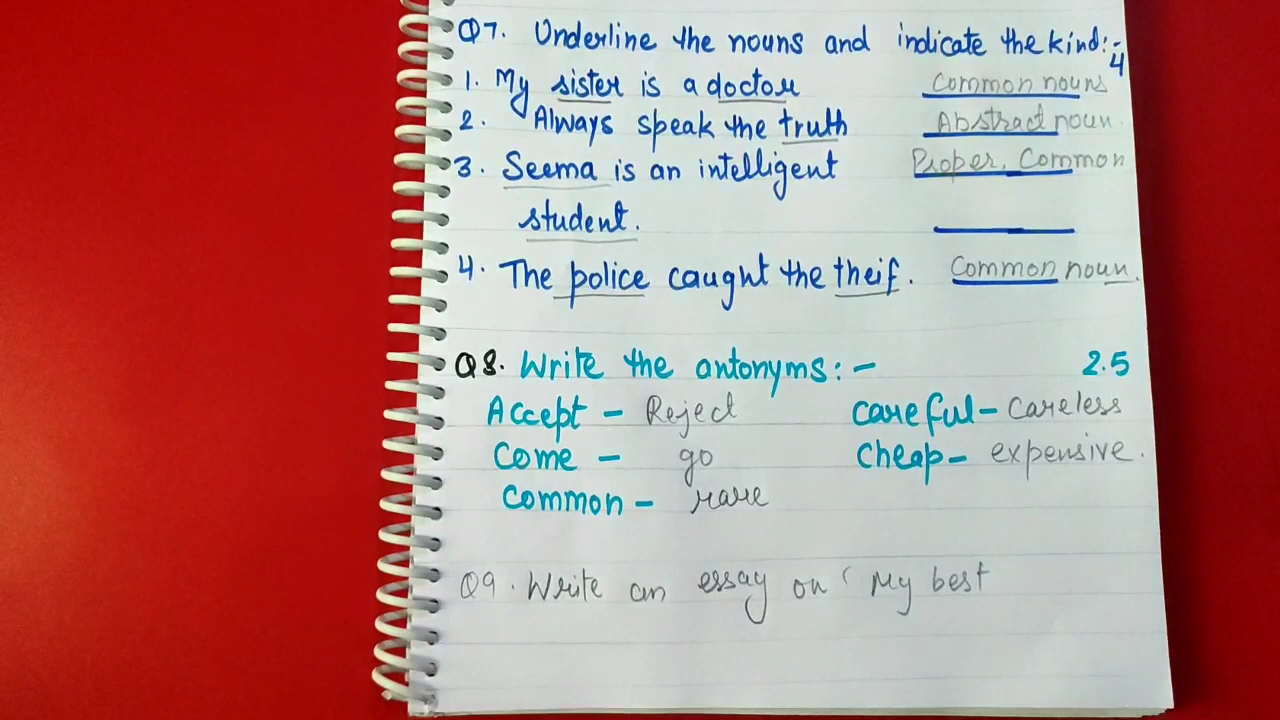 Q7. Underline the nouns and indicate the kind:- 4
1. My sister is a doctor Common nouns
2. Always speak the truth Abstract noun.
3. Seema is an intelligent Proper, Common
student.
4. The police caught the theif. Common noun.
Q8. Write the antonyms:- 2.5
Accept - Reject careful - Careless
Come - go Cheap - expensive.
Common - rare
Q9. Write an essay on ' My best